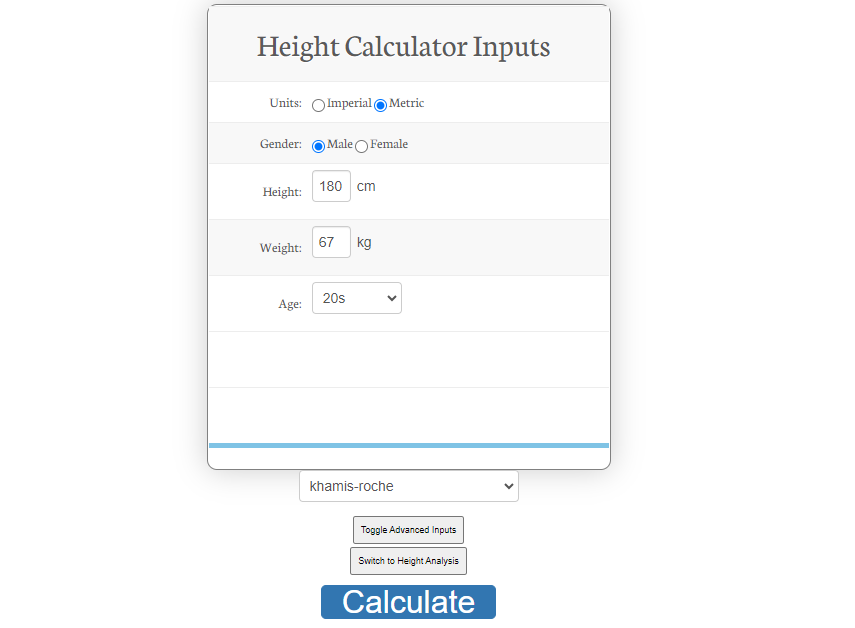 Height Calculator Inputs
Units: Imperial Metric
Gender: Male Female
Height: 180 cm
Weight: 67 kg
Age: 20s
khamis-roche
Toggle Advanced Inputs
Switch to Height Analysis
Calculate